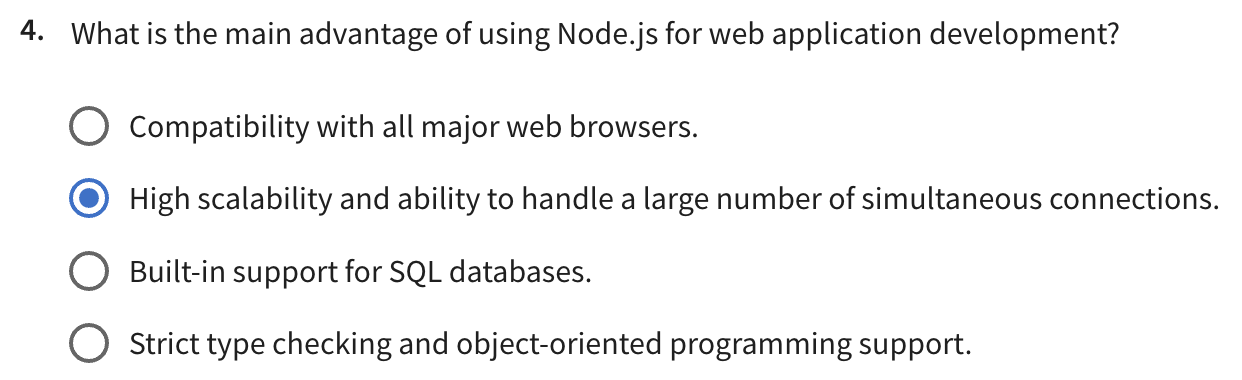 4. What is the main advantage of using Node.js for web application development?
Compatibility with all major web browsers.
High scalability and ability to handle a large number of simultaneous connections.
Built-in support for SQL databases.
Strict type checking and object-oriented programming support.